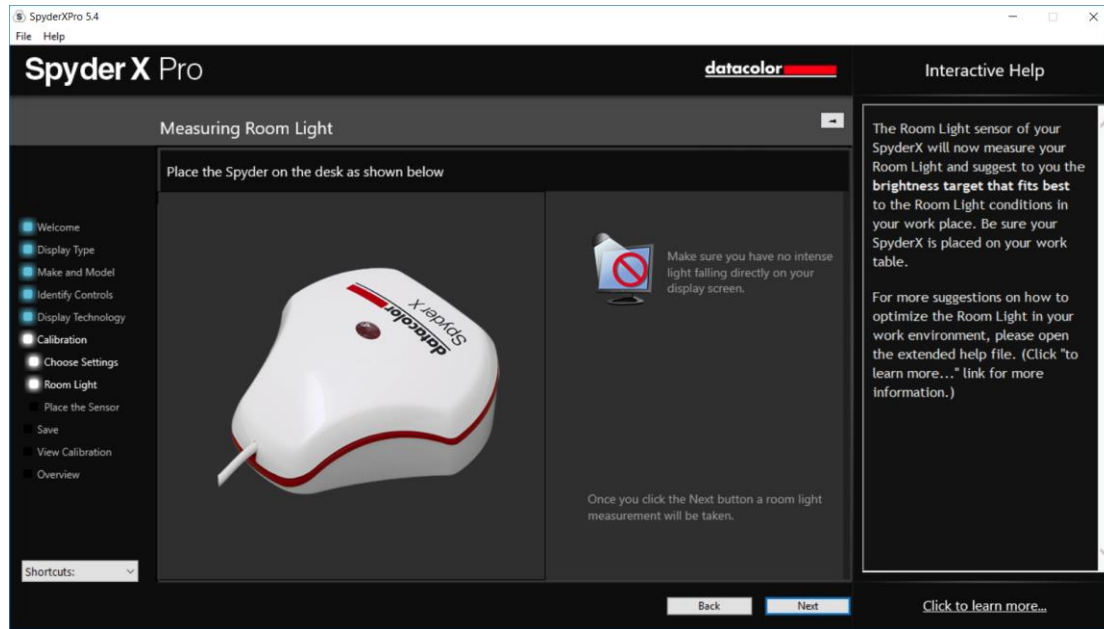 SpyderXPro 5.4
File Help
Spyder X Pro
datacolor
Interactive Help
Measuring Room Light
Place the Spyder on the desk as shown below
Welcome
Display Type
Make and Model
Identify Controls
Display Technology
Calibration
Choose Settings
Room Light
Place the Sensor
Save
View Calibration
Overview
Shortcuts:
datacolor
Spyder X
Make sure you have no intense
light falling directly on your
display screen.
Once you click the Next button a room light
measurement will be taken.
Back Next
The Room Light sensor of your
SpyderX will now measure your
Room Light and suggest to you the
brightness target that fits best
to the Room Light conditions in
your work place. Be sure your
SpyderX is placed on your work
table.
For more suggestions on how to
optimize the Room Light in your
work environment, please open
the extended help file. (Click "to
learn more..." link for more
information.)
Click to learn more...